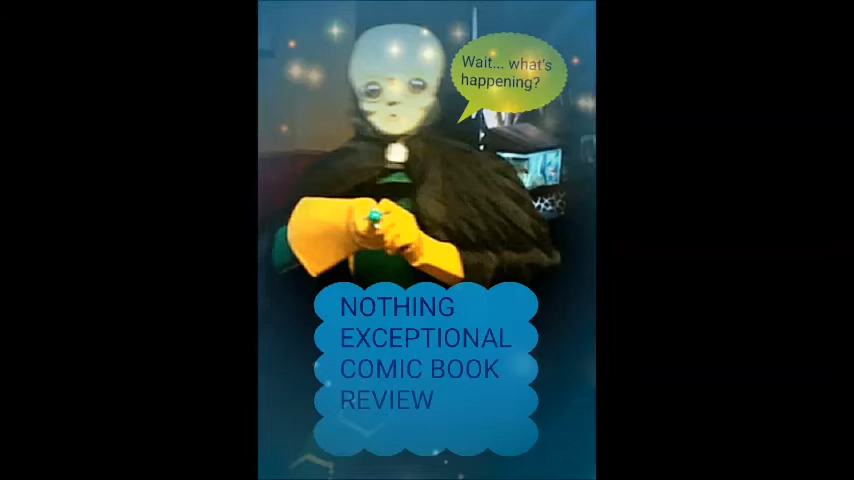 Wait... what's
happening?
NOTHING
EXCEPTIONAL
COMIC BOOK
REVIEW